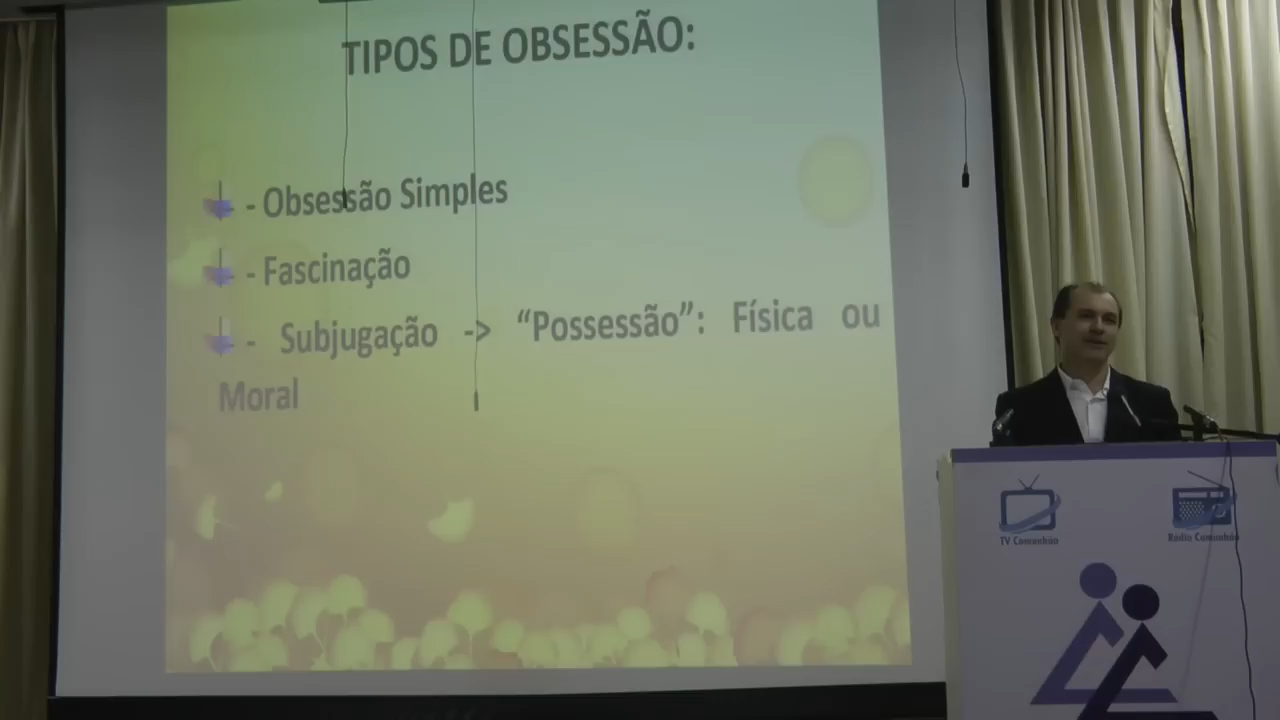 TIPOS DE OBSESSÃO:
- Obsessão Simples
- Fascinação
- Subjugação -> “Possessão”: Física ou
Moral
TV Comunhão
Rádio Comunhão